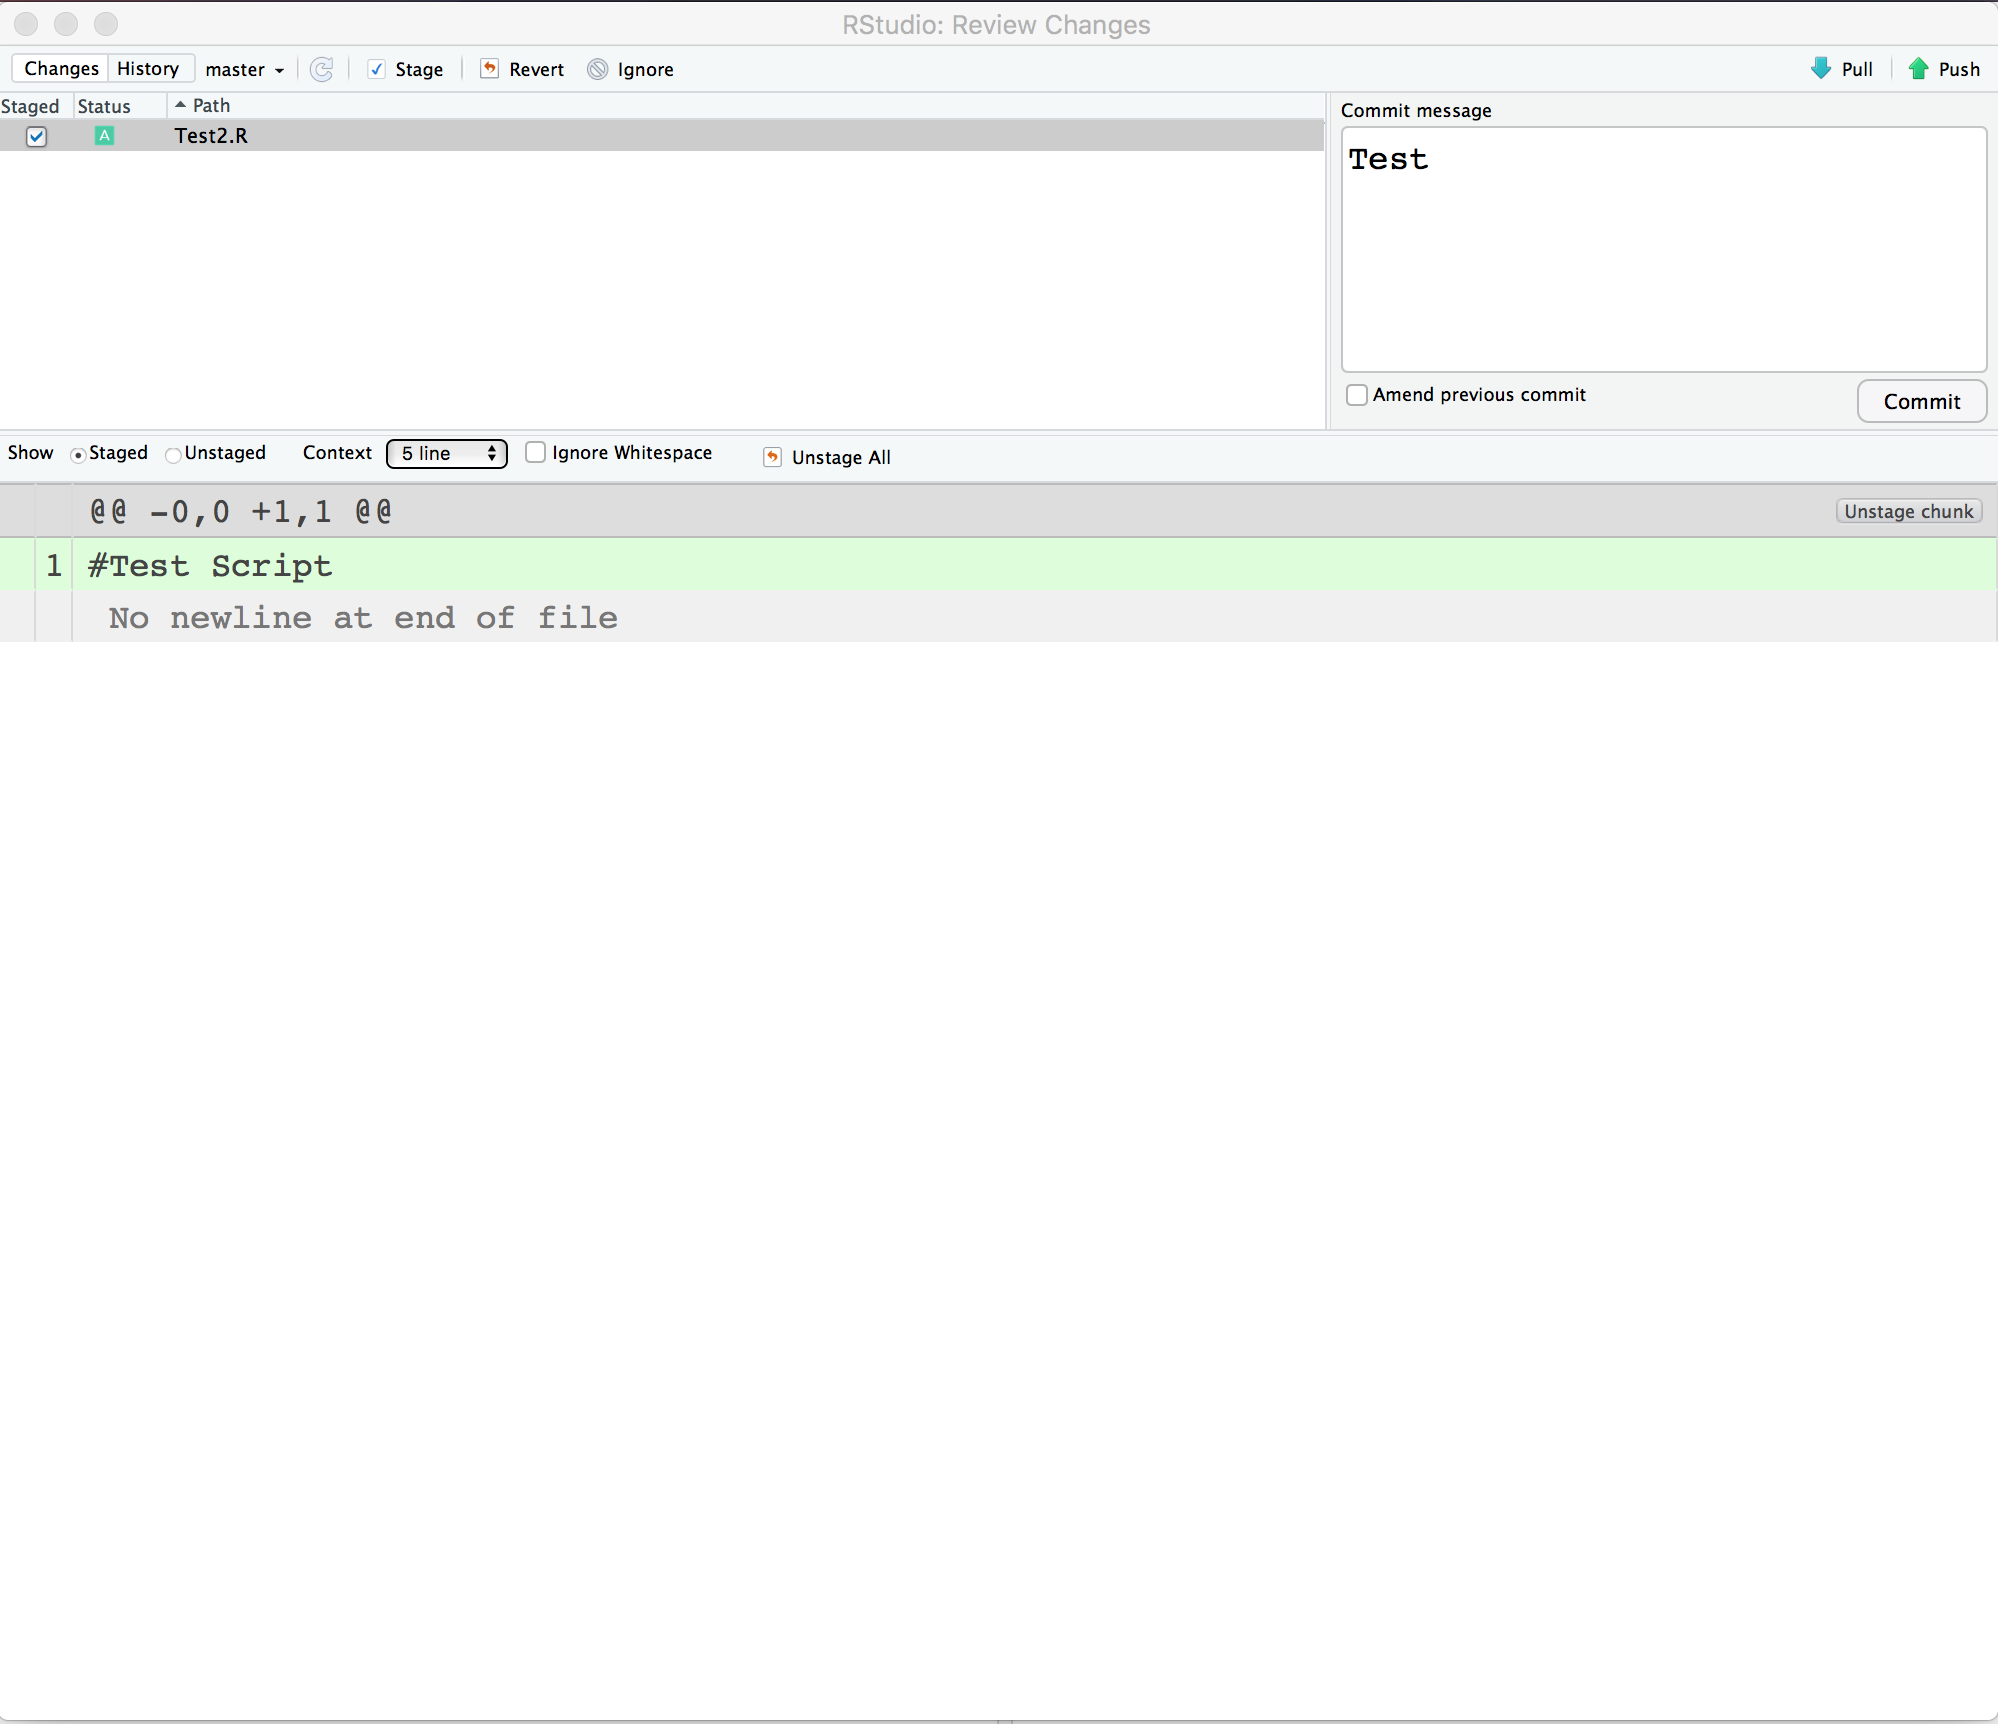 RStudio: Review Changes
Changes History master Stage Revert Ignore Pull Push
Staged Status Path
A Test2.R
Commit message
Test
Amend previous commit Commit
Show Staged Unstaged Context 5 line Ignore Whitespace Unstage All
@@ -0,0 +1,1 @@ Unstage chunk
1 #Test Script
No newline at end of file